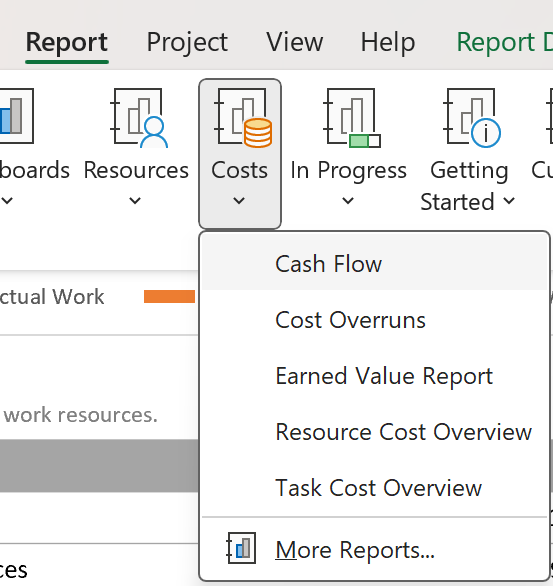 Report Project View Help Report D
boards Resources Costs In Progress Getting Started Cu
Cash Flow
ctual Work
Cost Overruns
Earned Value Report
work resources.
Resource Cost Overview
Task Cost Overview
More Reports...
ces